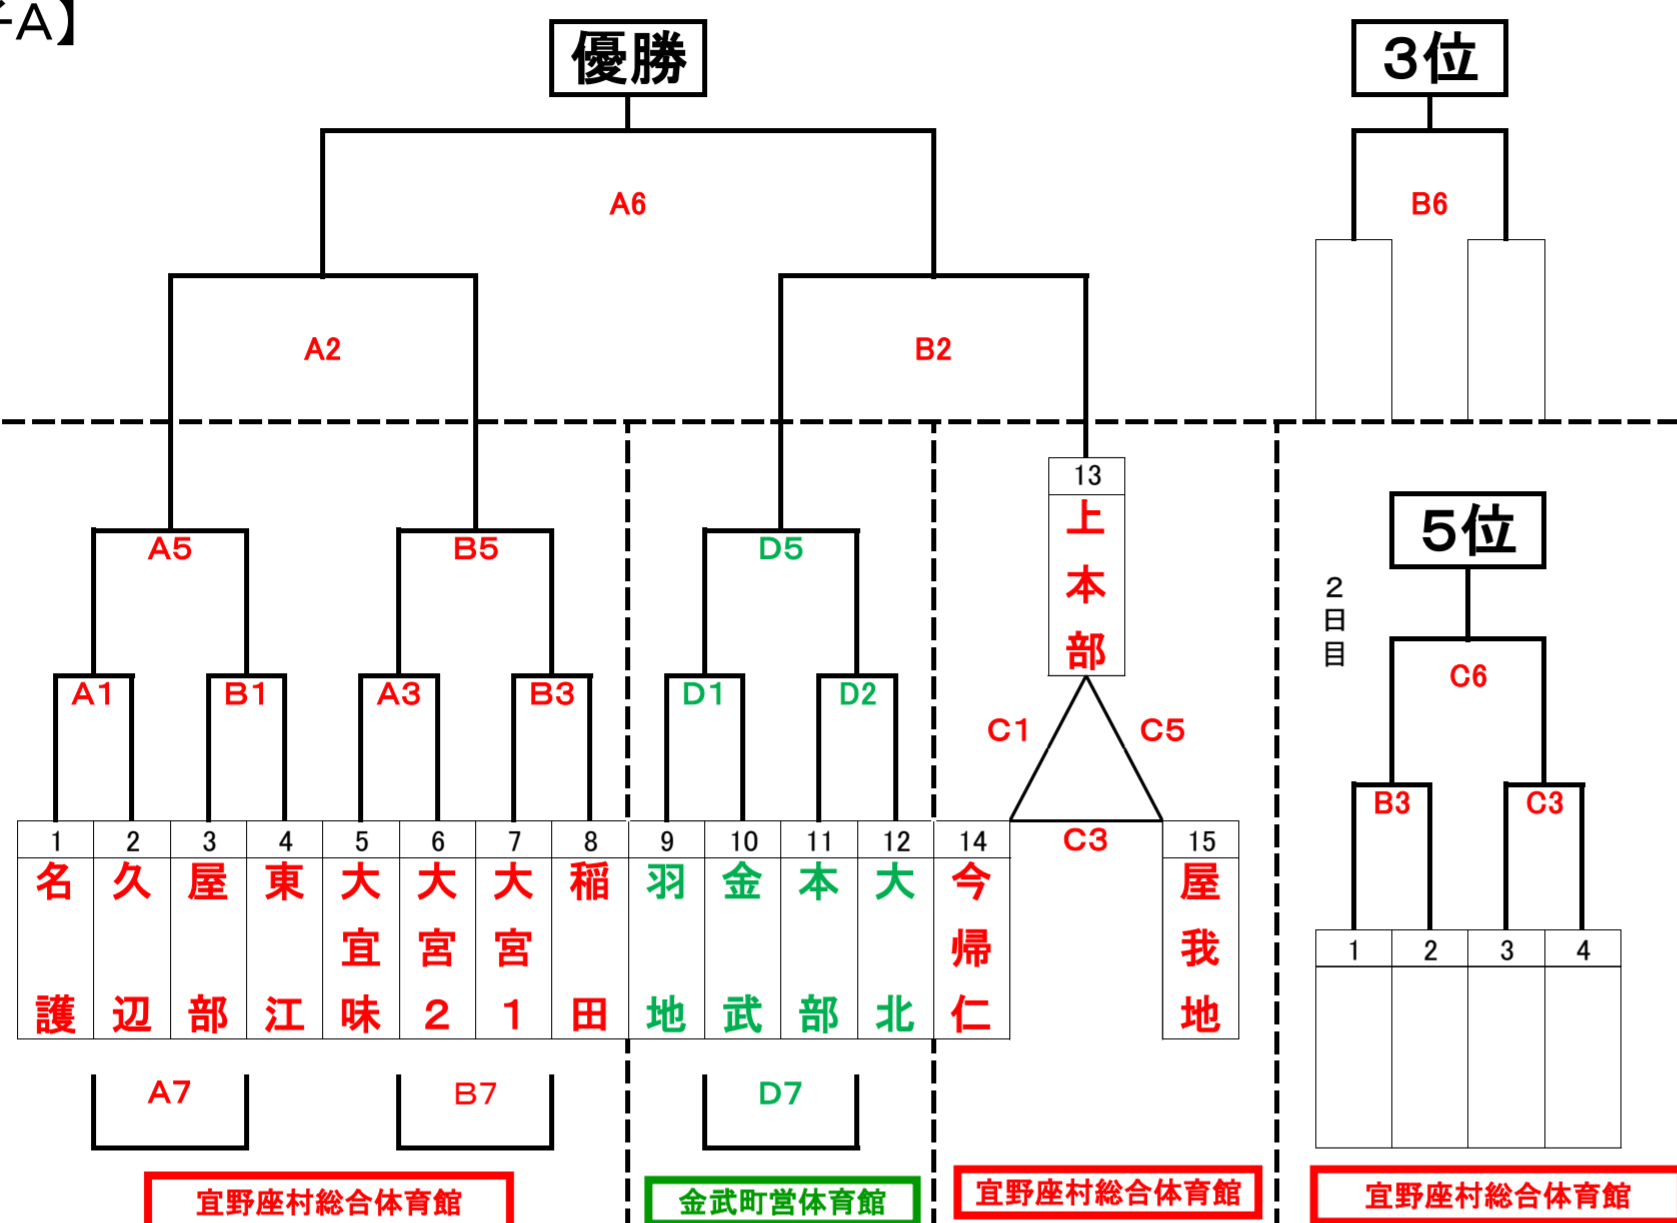 子A】
優勝
3位
A6
B6
A2
B2
13
上本部
5位
2日目
A5
B5
D5
C6
A1
B1
A3
B3
D1
D2
C1
C5
B3
C3
1 2 3 4 5 6 7 8 9 10 11 12 14
C3
15
名護
久辺
屋部
東江
大宜味
大宮2
大宮1
稲田
羽地
金武
本部
大北
今帰仁
屋我地
1 2 3 4
A7
B7
D7
宜野座村総合体育館
金武町営体育館
宜野座村総合体育館
宜野座村総合体育館